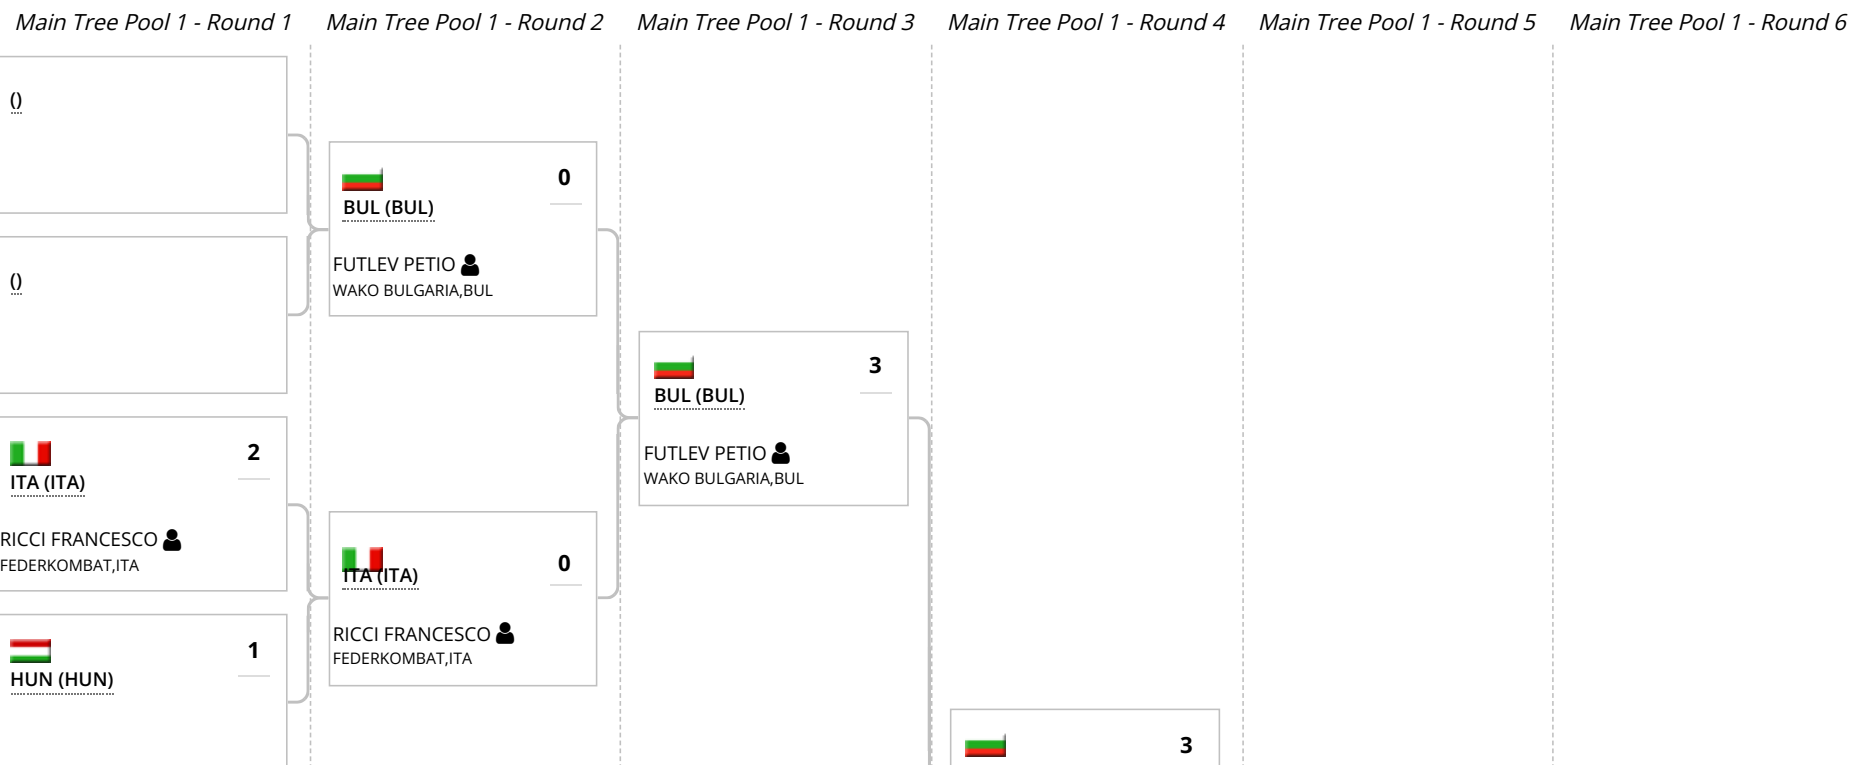 Main Tree Pool 1 - Round 1
Main Tree Pool 1 - Round 2
Main Tree Pool 1 - Round 3
Main Tree Pool 1 - Round 4
Main Tree Pool 1 - Round 5
Main Tree Pool 1 - Round 6
()
()
2
ITA (ITA)
RICCI FRANCESCO
FEDERKOMBAT,ITA
1
HUN (HUN)
0
BUL (BUL)
FUTLEV PETIO
WAKO BULGARIA,BUL
0
ITA (ITA)
RICCI FRANCESCO
FEDERKOMBAT,ITA
3
BUL (BUL)
FUTLEV PETIO
WAKO BULGARIA,BUL
3